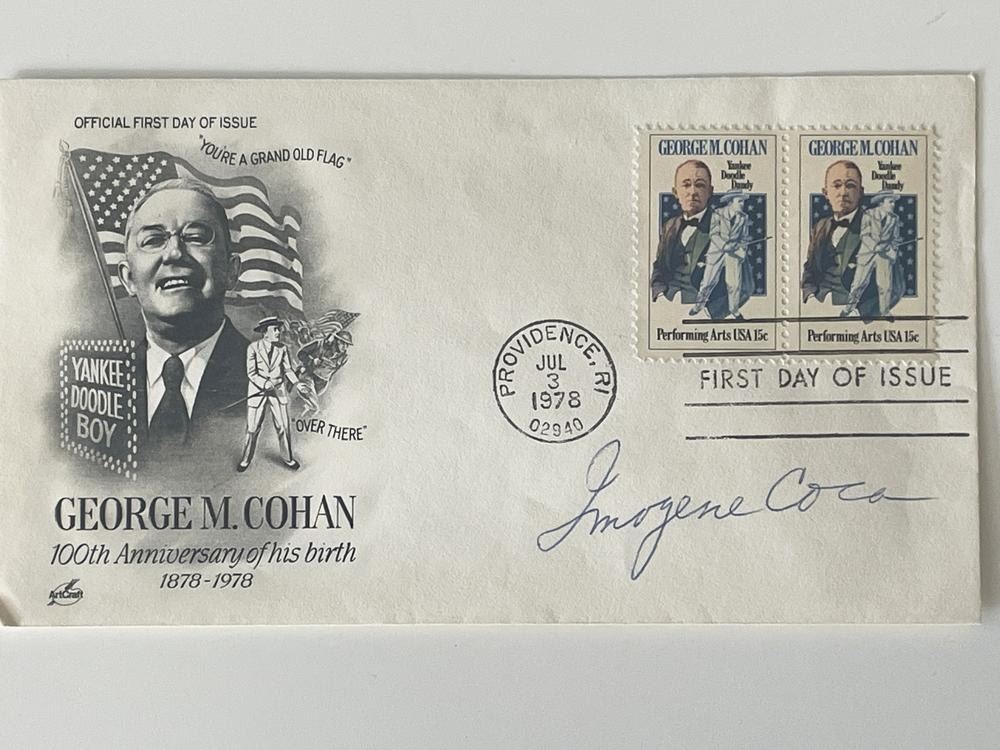 OFFICIAL FIRST DAY OF ISSUE
"YOU'RE A GRAND OLD FLAG"
YANKEE
DOODLE
BOY
"OVER THERE"
GEORGE M. COHAN
100th Anniversary of his birth
1878-1978
ArtCraft
GEORGE M. COHAN
Yankee
Doodle
Dandy
Performing Arts USA 15c
GEORGE M. COHAN
Yankee
Doodle
Dandy
Performing Arts USA 15c
PROVIDENCE, RI
JUL
3
1978
02940
FIRST DAY OF ISSUE
Imogene Coca